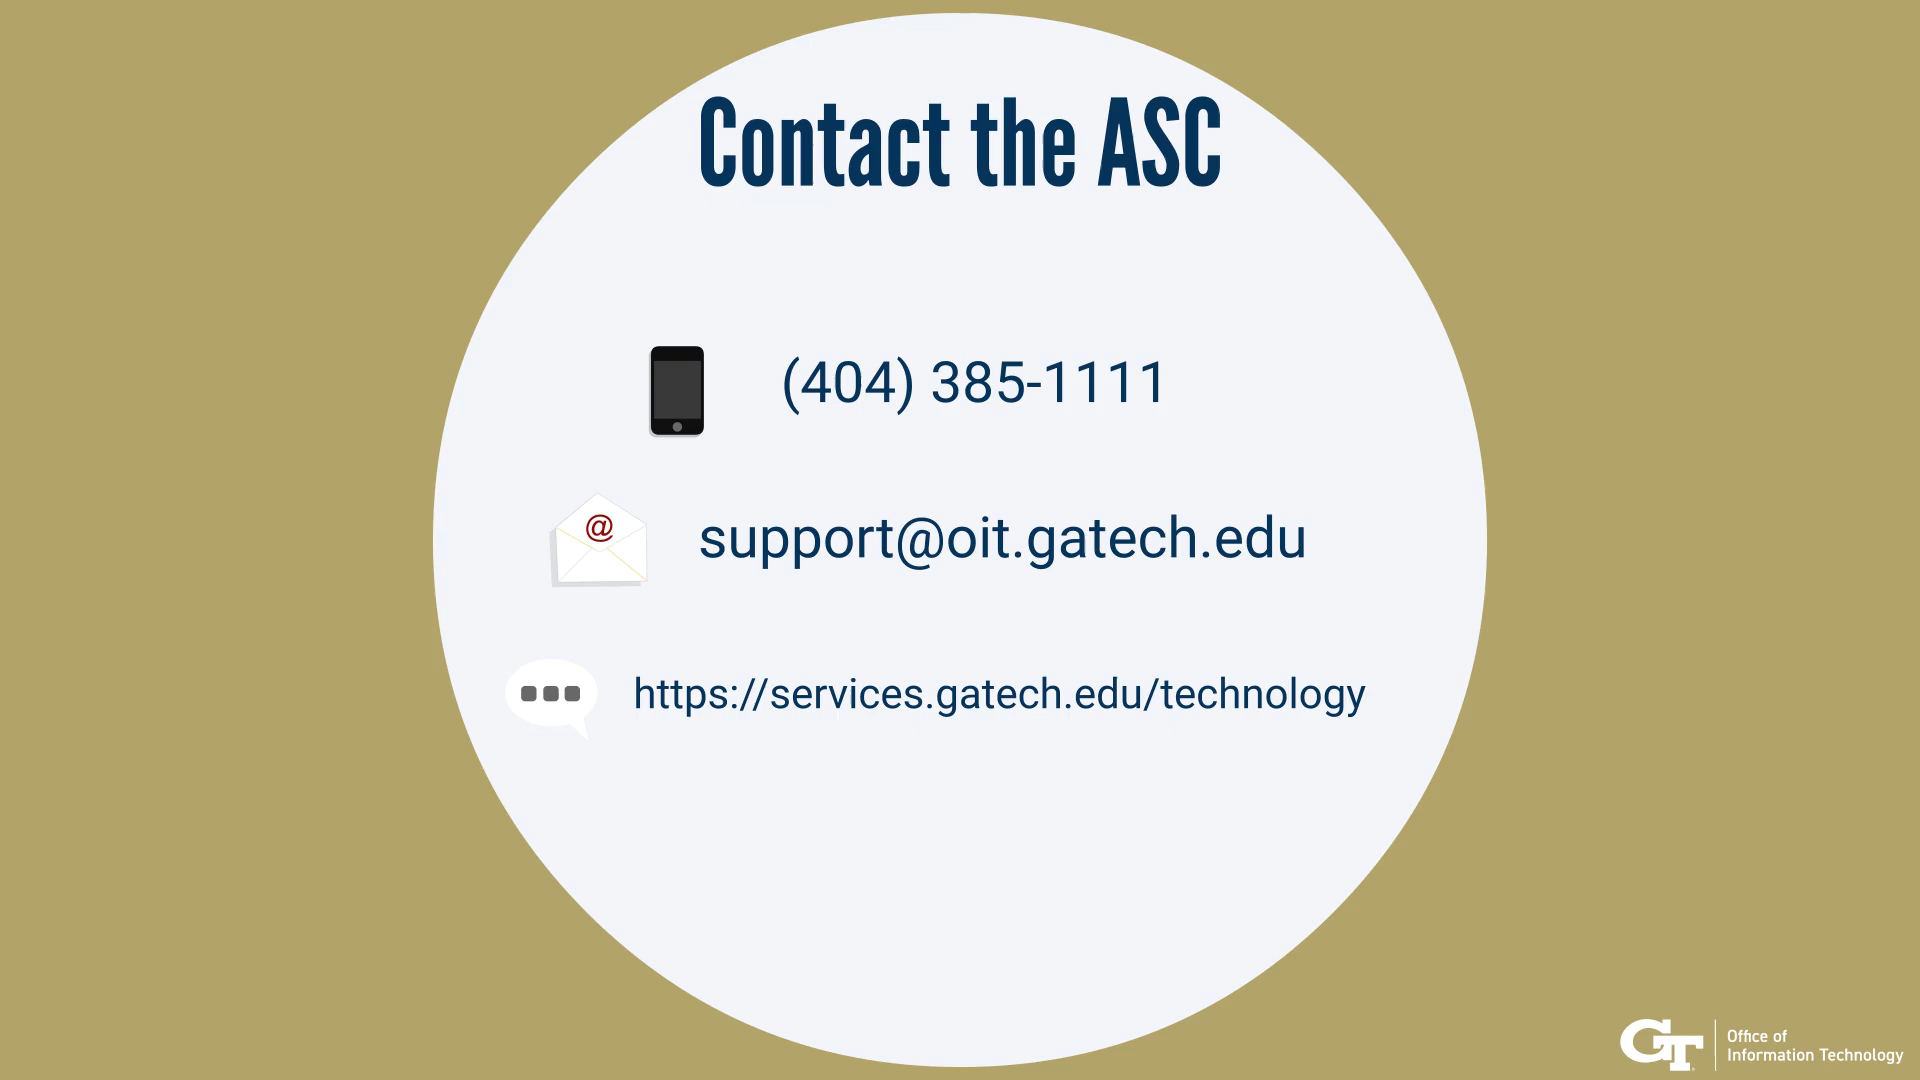 Contact the ASC
(404) 385-1111
@
support@oit.gatech.edu
https://services.gatech.edu/technology
GT
Office of
Information Technology